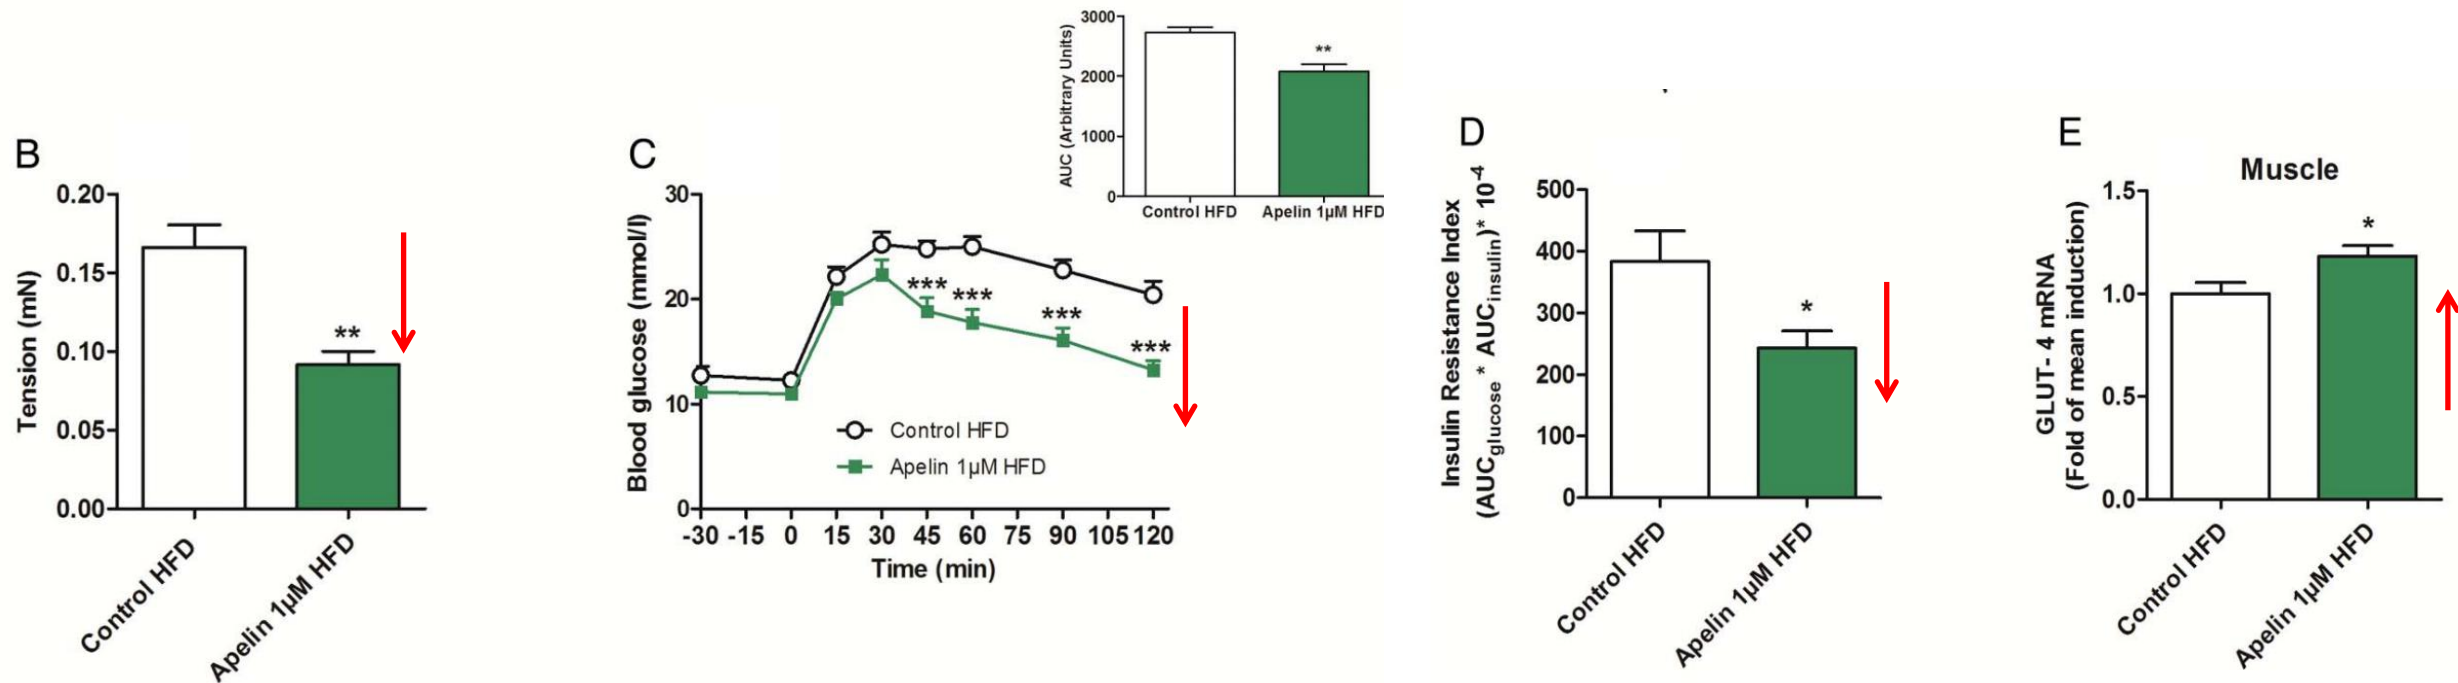 B
Tension (mN)
0.20
0.15
0.10
0.05
0.00
**
Control HFD
Apelin 1µM HFD
C
Blood glucose (mmol/l)
30
20
10
0
***
***
***
***
Control HFD
Apelin 1µM HFD
-30 -15 0 15 30 45 60 75 90 105 120
Time (min)
AUC (Arbitrary Units)
3000
2000
1000
0
**
Control HFD
Apelin 1µM HFD
D
Insulin Resistance Index
(AUCglucose * AUCinsulin)* 10-4
500
400
300
200
100
0
*
Control HFD
Apelin 1µM HFD
E
Muscle
GLUT- 4 mRNA
(Fold of mean induction)
1.5
1.0
0.5
0.0
*
Control HFD
Apelin 1µM HFD